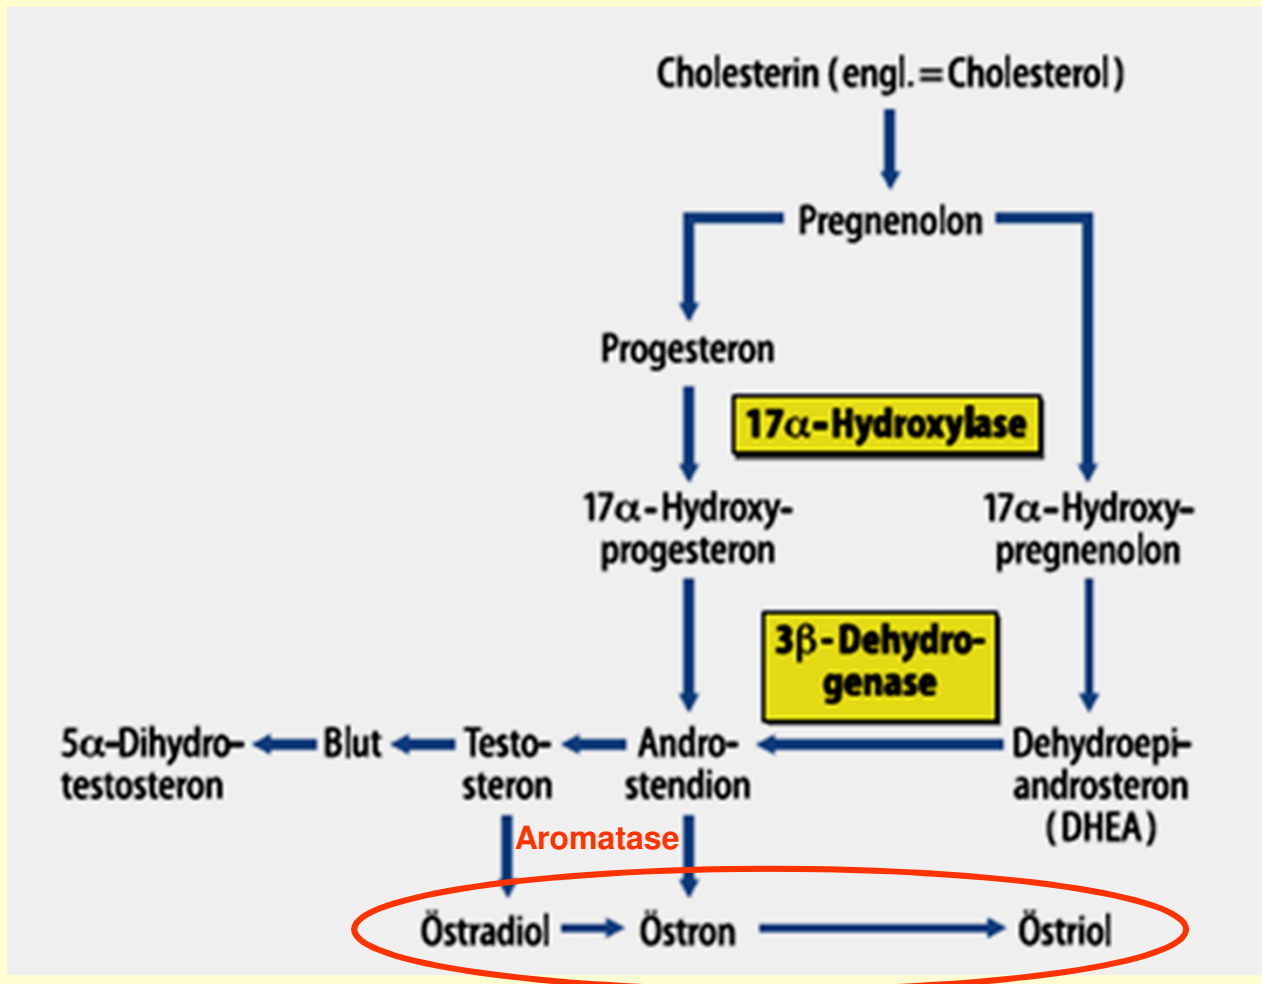 Cholesterin (engl.=Cholesterol)
Pregnenolon
Progesteron
17α-Hydroxylase
17α-Hydroxy-
progesteron
17α-Hydroxy-
pregnenolon
3β-Dehydro-
genase
5α-Dihydro-
testosteron
Blut
Testo-
steron
Andro-
stendion
Dehydroepi-
androsteron
(DHEA)
Aromatase
Östradiol
Östron
Östriol